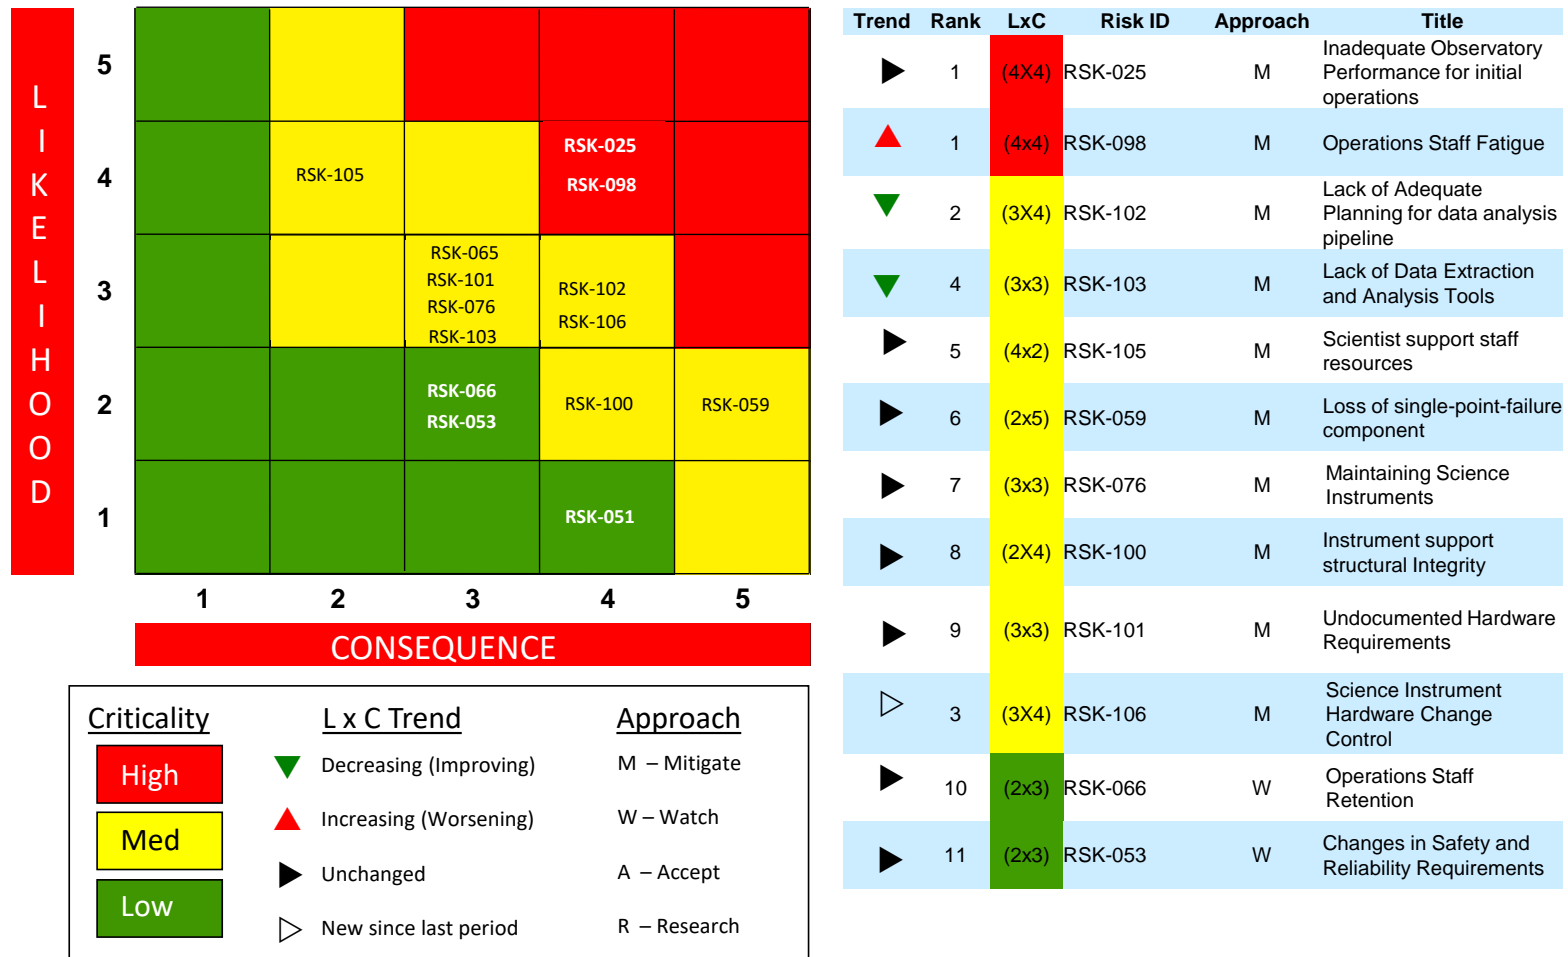 LIKELIHOOD
5
4
RSK-105
RSK-025
RSK-098
3
RSK-065
RSK-101
RSK-076
RSK-103
RSK-102
RSK-106
2
RSK-066
RSK-053
RSK-100
RSK-059
1
RSK-051
1 2 3 4 5
CONSEQUENCE
Criticality
High
Med
Low
L x C Trend
Decreasing (Improving)
Increasing (Worsening)
Unchanged
New since last period
Approach
M – Mitigate
W – Watch
A – Accept
R – Research
Trend Rank LxC Risk ID Approach Title
1 (4X4) RSK-025 M Inadequate Observatory
Performance for initial
operations
1 (4x4) RSK-098 M Operations Staff Fatigue
2 (3X4) RSK-102 M Lack of Adequate
Planning for data analysis
pipeline
4 (3x3) RSK-103 M Lack of Data Extraction
and Analysis Tools
5 (4x2) RSK-105 M Scientist support staff
resources
6 (2x5) RSK-059 M Loss of single-point-failure
component
7 (3x3) RSK-076 M Maintaining Science
Instruments
8 (2X4) RSK-100 M Instrument support
structural Integrity
9 (3x3) RSK-101 M Undocumented Hardware
Requirements
3 (3X4) RSK-106 M Science Instrument
Hardware Change
Control
10 (2x3) RSK-066 W Operations Staff
Retention
11 (2x3) RSK-053 W Changes in Safety and
Reliability Requirements